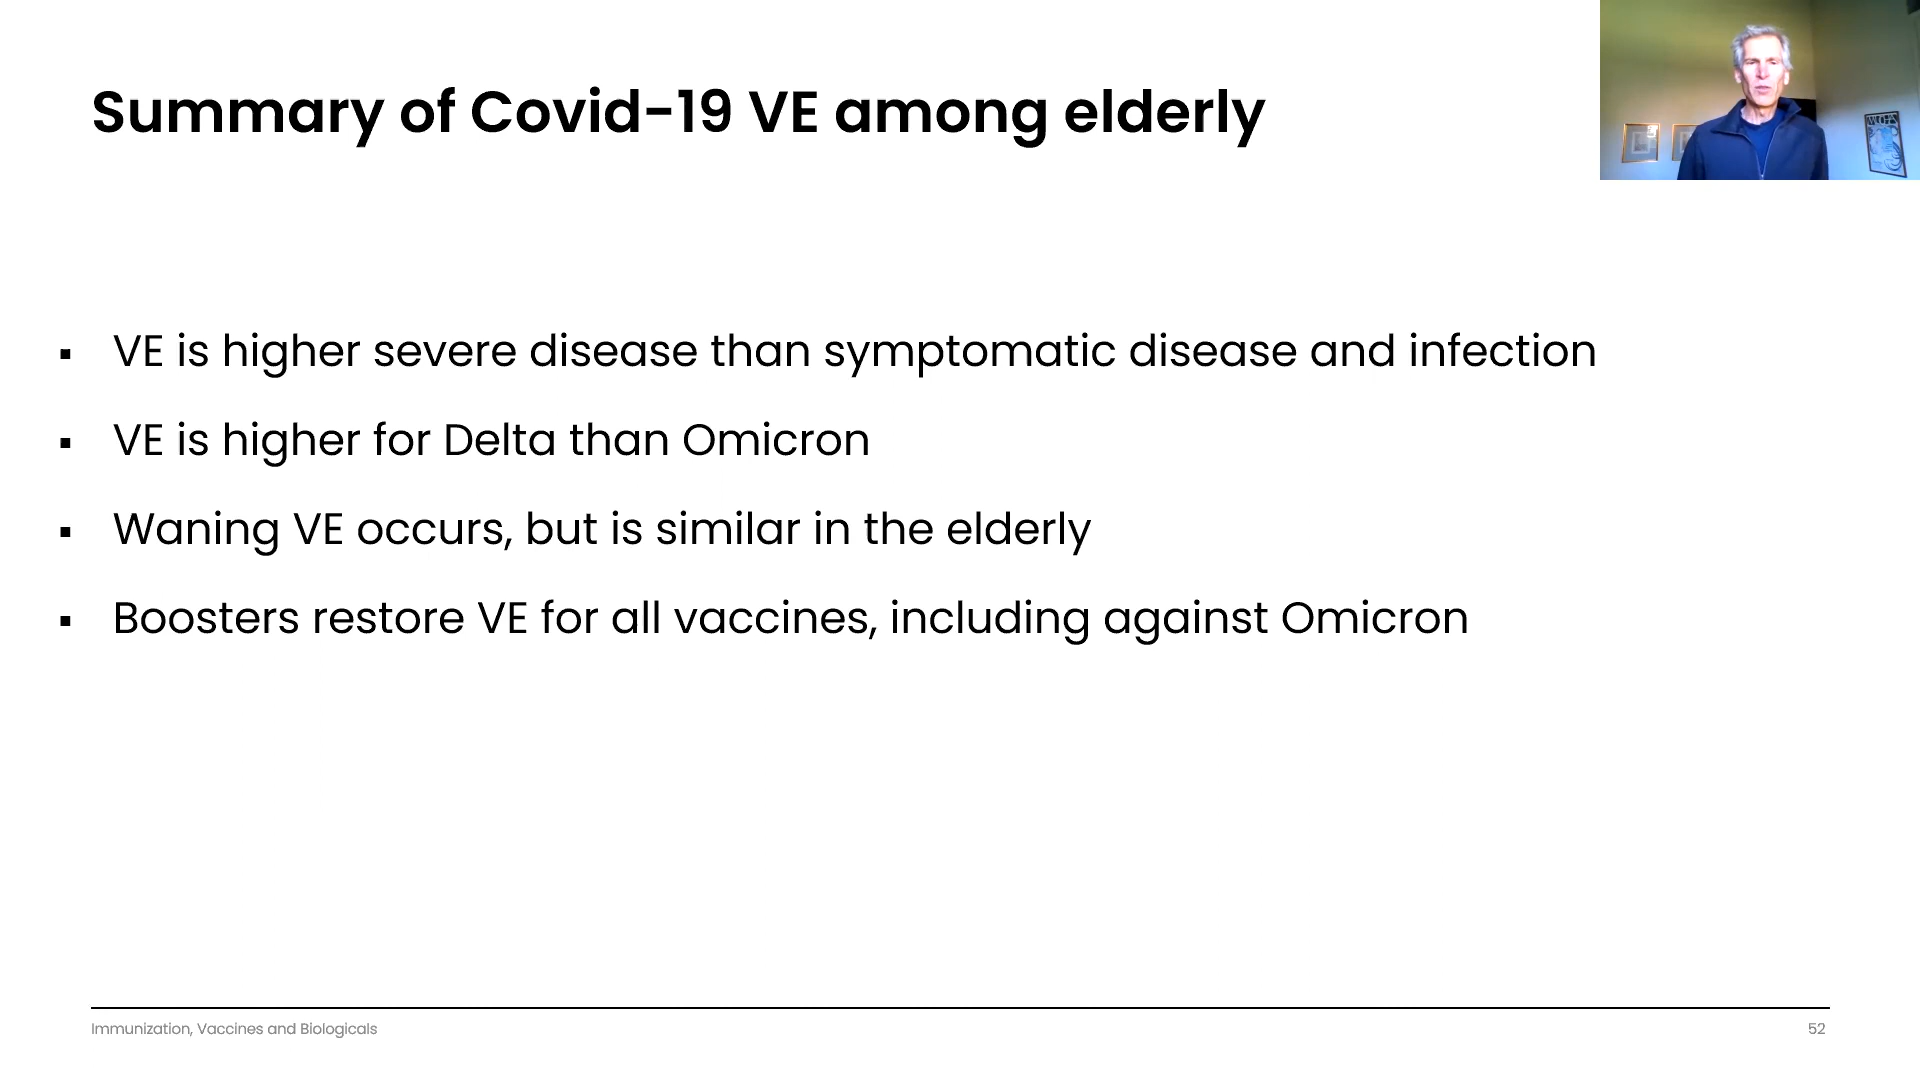 Summary of Covid-19 VE among elderly
▪ VE is higher severe disease than symptomatic disease and infection
▪ VE is higher for Delta than Omicron
▪ Waning VE occurs, but is similar in the elderly
▪ Boosters restore VE for all vaccines, including against Omicron
Immunization, Vaccines and Biologicals
52